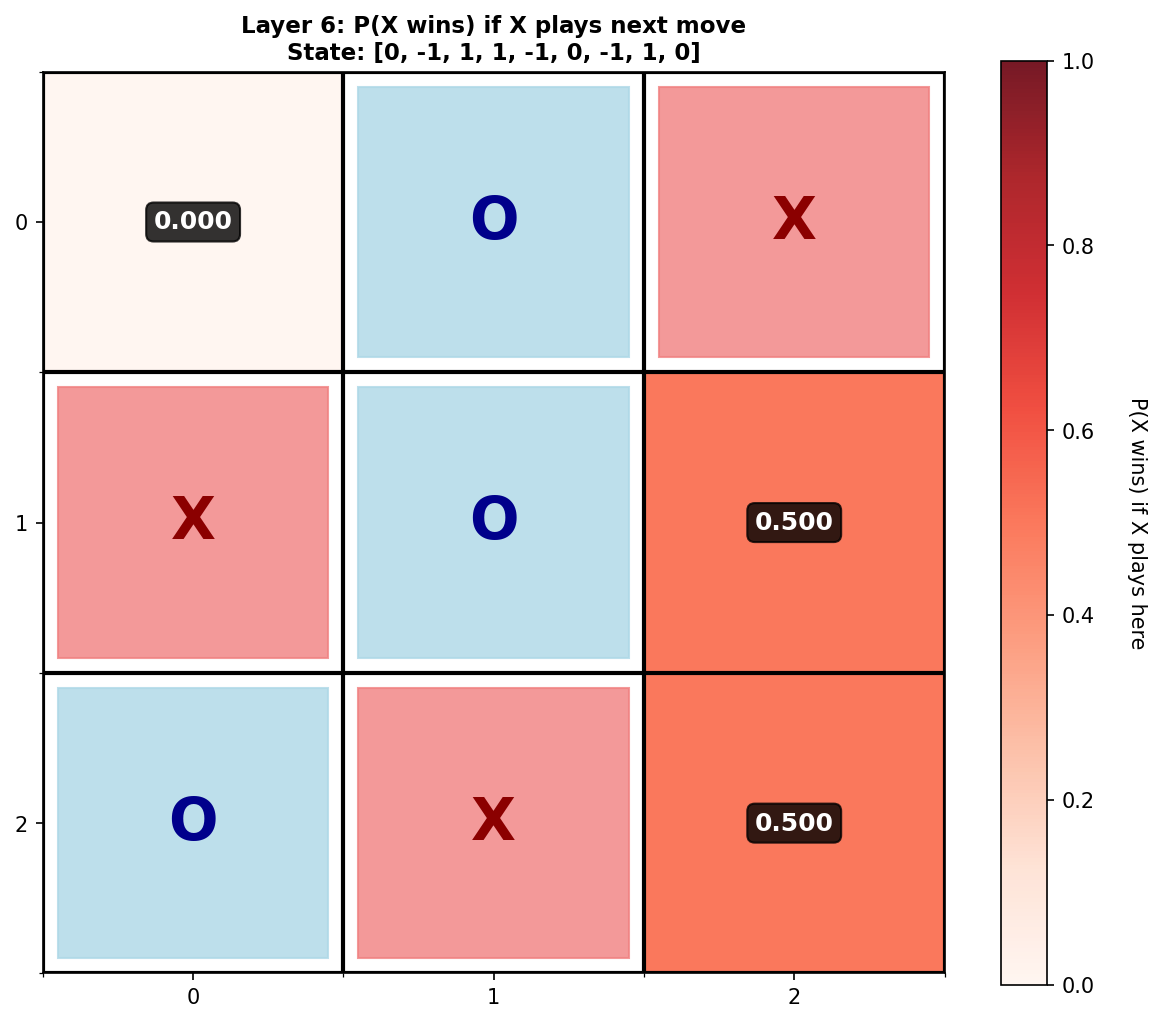 Layer 6: P(X wins) if X plays next move
State: [0, -1, 1, 1, -1, 0, -1, 1, 0]
0
0.000
O
X
1
X
O
0.500
2
O
X
0.500
0
1
2
1.0
0.8
0.6
0.4
0.2
0.0
P(X wins) if X plays here